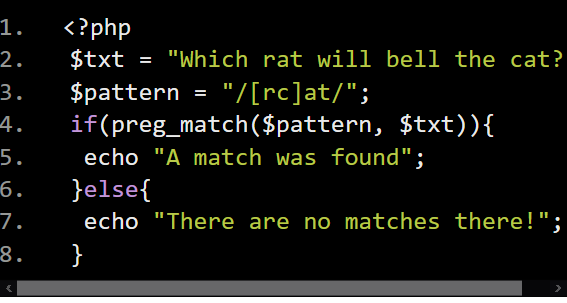 1. <?php
2. $txt = "Which rat will bell the cat?
3. $pattern = "/[rc]at/";
4. if(preg_match($pattern, $txt)){
5. echo "A match was found";
6. }else{
7. echo "There are no matches there!";
8. }